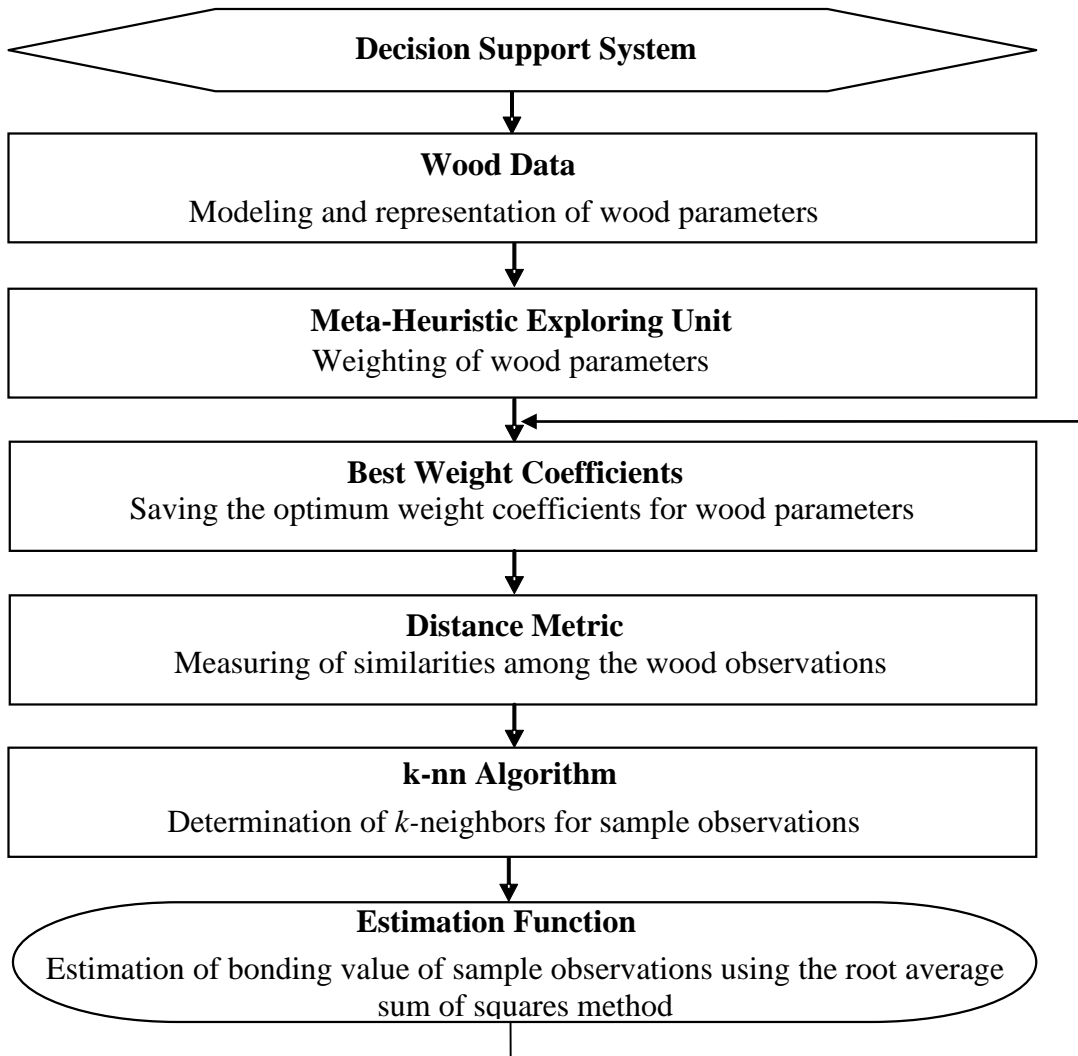 Decision Support System
Wood Data
Modeling and representation of wood parameters
Meta-Heuristic Exploring Unit
Weighting of wood parameters
Best Weight Coefficients
Saving the optimum weight coefficients for wood parameters
Distance Metric
Measuring of similarities among the wood observations
k-nn Algorithm
Determination of k-neighbors for sample observations
Estimation Function
Estimation of bonding value of sample observations using the root average
sum of squares method